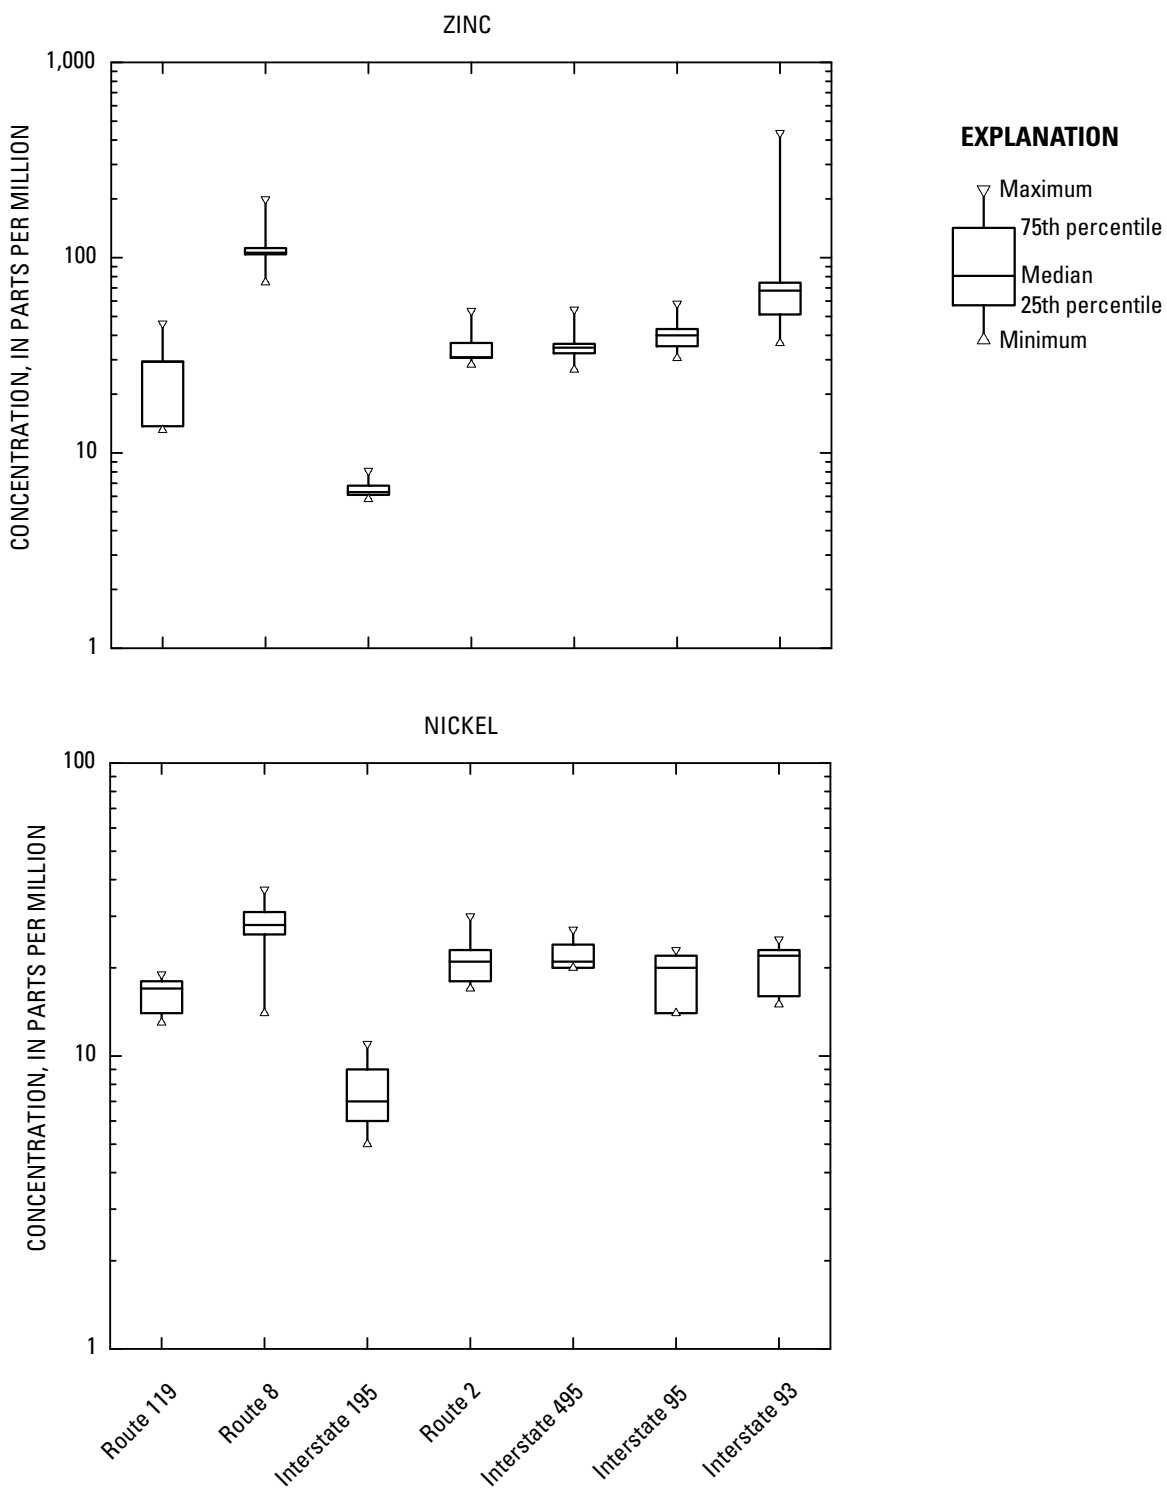 ZINC
1,000
100
10
1
CONCENTRATION, IN PARTS PER MILLION
EXPLANATION
Maximum
75th percentile
Median
25th percentile
Minimum
NICKEL
100
10
1
CONCENTRATION, IN PARTS PER MILLION
Route 119
Route 8
Interstate 195
Route 2
Interstate 495
Interstate 95
Interstate 93